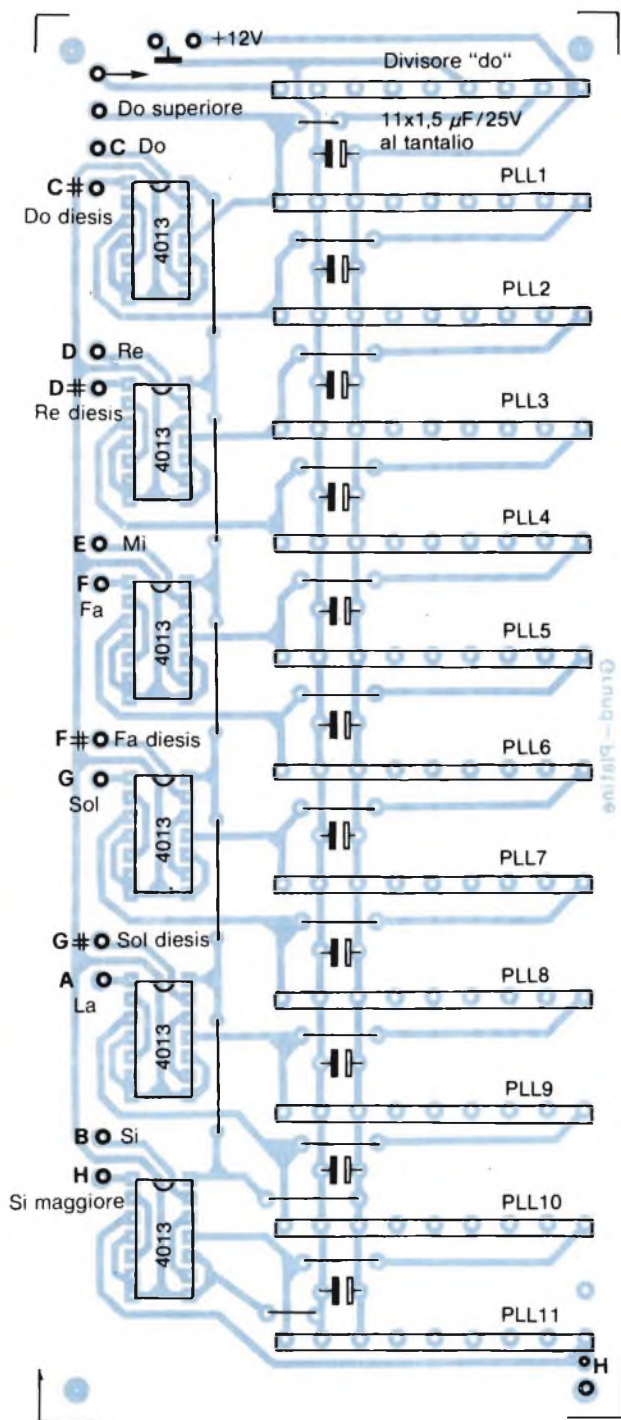 +12V
Divisore "do"
Do superiore
11x1,5 µF/25V
al tantalio
C Do
PLL1
C#
Do diesis
4013
PLL2
D Re
PLL3
D#
Re diesis
4013
PLL4
E Mi
F
Fa
4013
PLL5
Grund-Platine
F# Fa diesis
PLL6
G
Sol
4013
PLL7
G# Sol diesis
A
La
PLL8
4013
PLL9
B Si
H
Si maggiore
4013
PLL10
PLL11
H